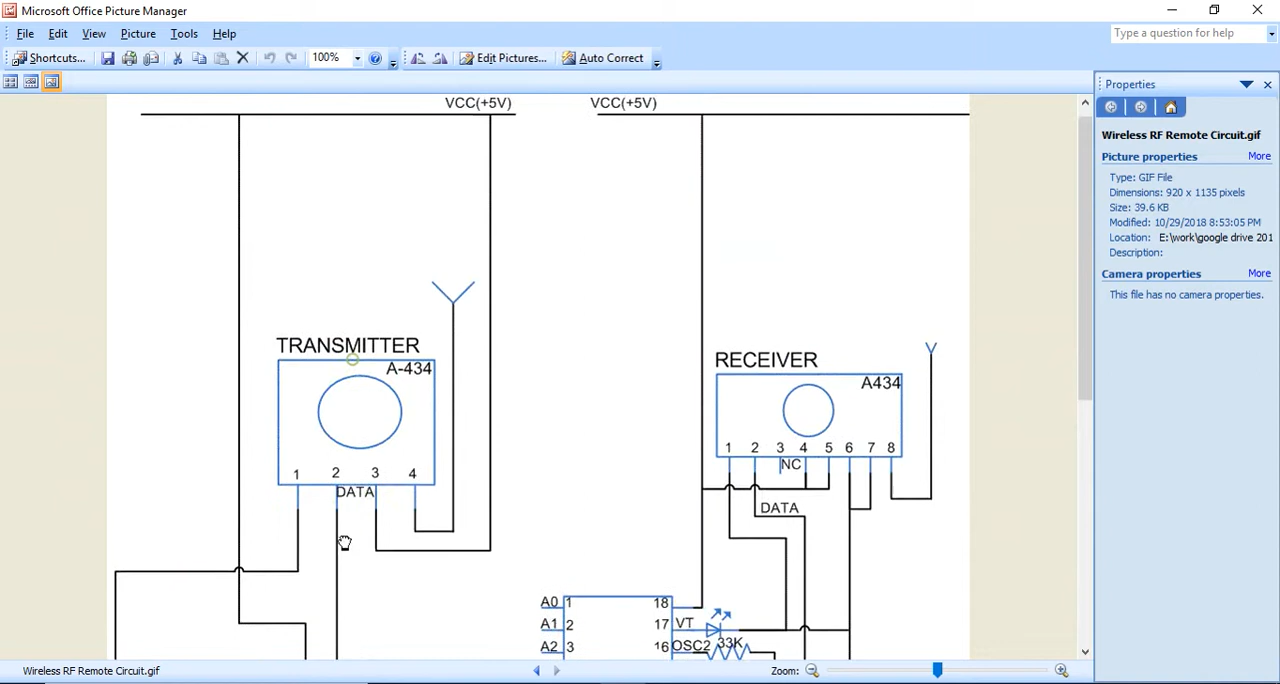 Microsoft Office Picture Manager
File Edit View Picture Tools Help
Type a question for help
Shortcuts... 100% Edit Pictures... Auto Correct
Properties
Wireless RF Remote Circuit.gif
Picture properties More
Type: GIF File
Dimensions: 920 x 1135 pixels
Size: 39.6 KB
Modified: 10/29/2018 8:53:05 PM
Location: E:\work\google drive 201
Description:
Camera properties More
This file has no camera properties.
VCC(+5V) VCC(+5V)
TRANSMITTER
A-434
1 2 3 4
DATA
RECEIVER
A434
1 2 3 4 5 6 7 8
NC
DATA
A0 1 18
A1 2 17 VT
A2 3 16 OSC2 33K
Wireless RF Remote Circuit.gif
Zoom: